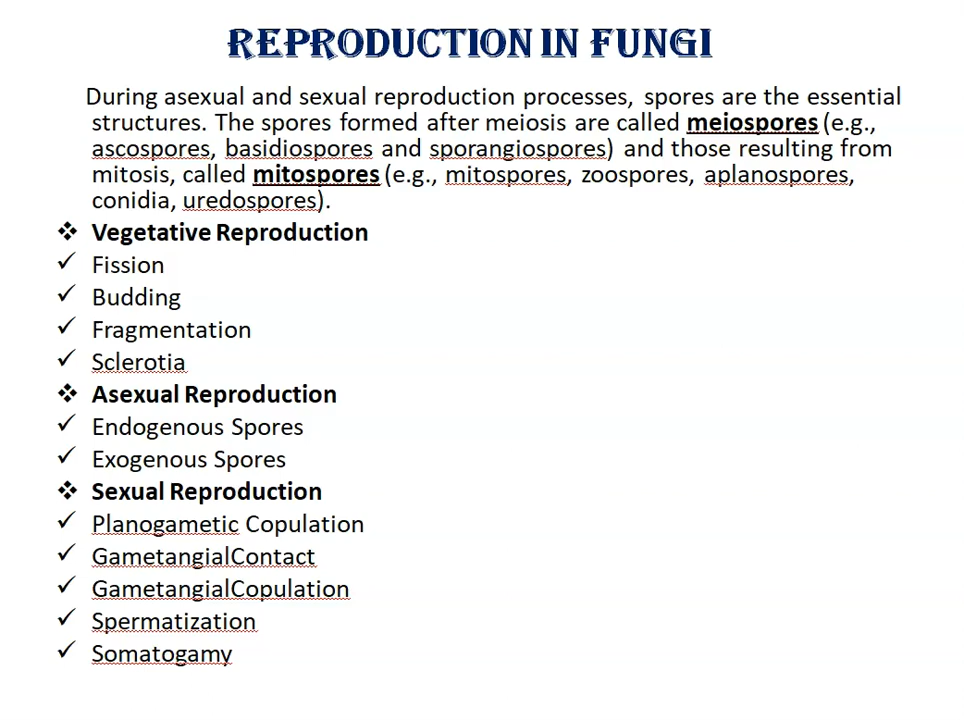 REPRODUCTION IN FUNGI
During asexual and sexual reproduction processes, spores are the essential
structures. The spores formed after meiosis are called meiospores (e.g.,
ascospores, basidiospores and sporangiospores) and those resulting from
mitosis, called mitospores (e.g., mitospores, zoospores, aplanospores,
conidia, uredospores).
❖ Vegetative Reproduction
✓ Fission
✓ Budding
✓ Fragmentation
✓ Sclerotia
❖ Asexual Reproduction
✓ Endogenous Spores
✓ Exogenous Spores
❖ Sexual Reproduction
✓ Planogametic Copulation
✓ GametangialContact
✓ GametangialCopulation
✓ Spermatization
✓ Somatogamy